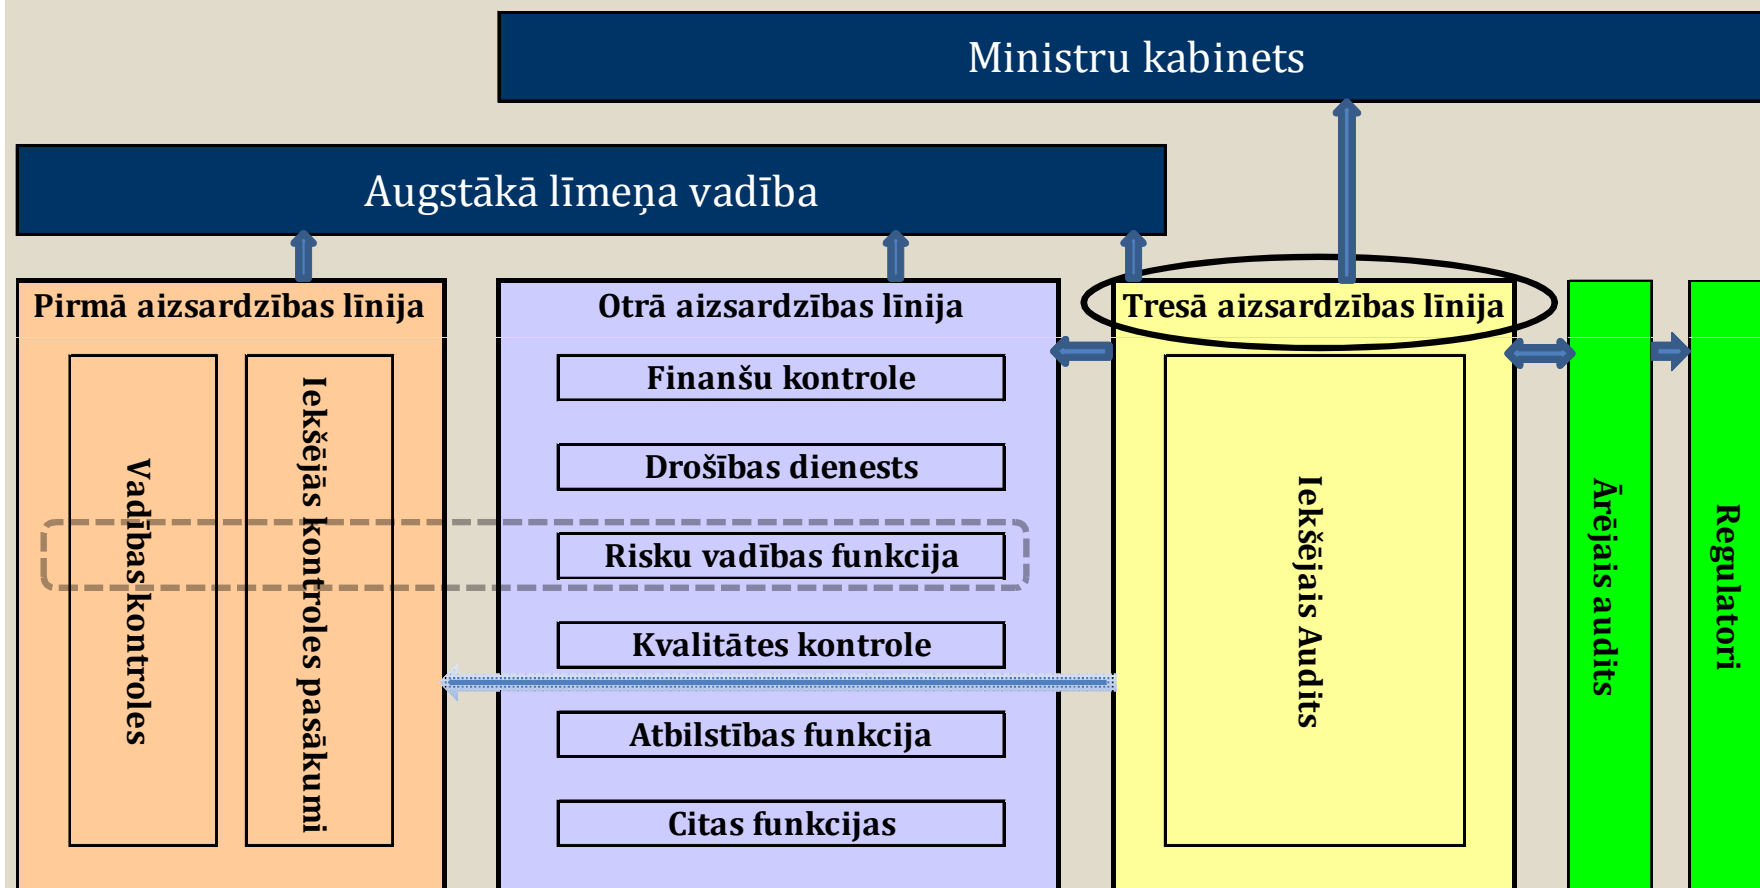 Ministru kabinets
Augstākā līmeņa vadība
Pirmā aizsardzības līnija
Vadības kontroles
Iekšējās kontroles pasākumi
Otrā aizsardzības līnija
Finanšu kontrole
Drošības dienests
Risku vadības funkcija
Kvalitātes kontrole
Atbilstības funkcija
Citas funkcijas
Tresā aizsardzības līnija
Iekšējais Audits
Ārējais audits
Regulatori